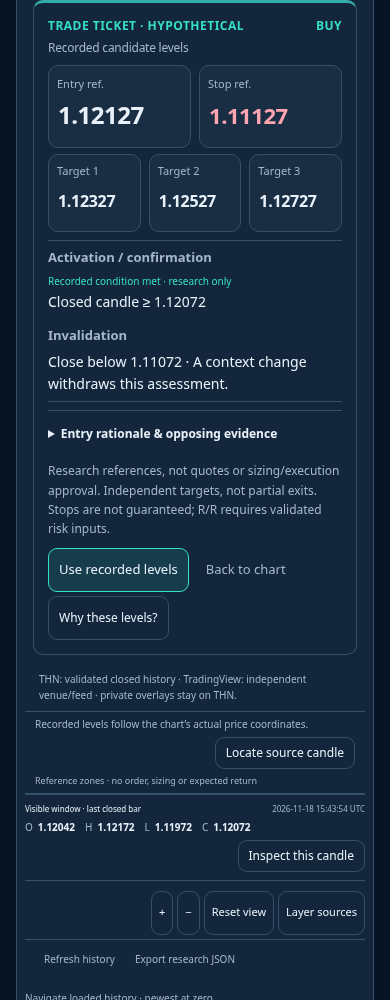 TRADE TICKET · HYPOTHETICAL BUY
Recorded candidate levels
Entry ref. Stop ref.
1.12127 1.11127
Target 1 Target 2 Target 3
1.12327 1.12527 1.12727
Activation / confirmation
Recorded condition met · research only
Closed candle ≥ 1.12072
Invalidation
Close below 1.11072 · A context change
withdraws this assessment.
▶ Entry rationale & opposing evidence
Research references, not quotes or sizing/execution
approval. Independent targets, not partial exits.
Stops are not guaranteed; R/R requires validated
risk inputs.
Use recorded levels Back to chart
Why these levels?
THN: validated closed history · TradingView: independent
venue/feed · private overlays stay on THN.
Recorded levels follow the chart's actual price coordinates.
Locate source candle
Reference zones · no order, sizing or expected return
Visible window · last closed bar 2026-11-18 15:43:54 UTC
O 1.12042 H 1.12172 L 1.11972 C 1.12072
Inspect this candle
+ − Reset view Layer sources
Refresh history Export research JSON
Navigate loaded history · newest at zero